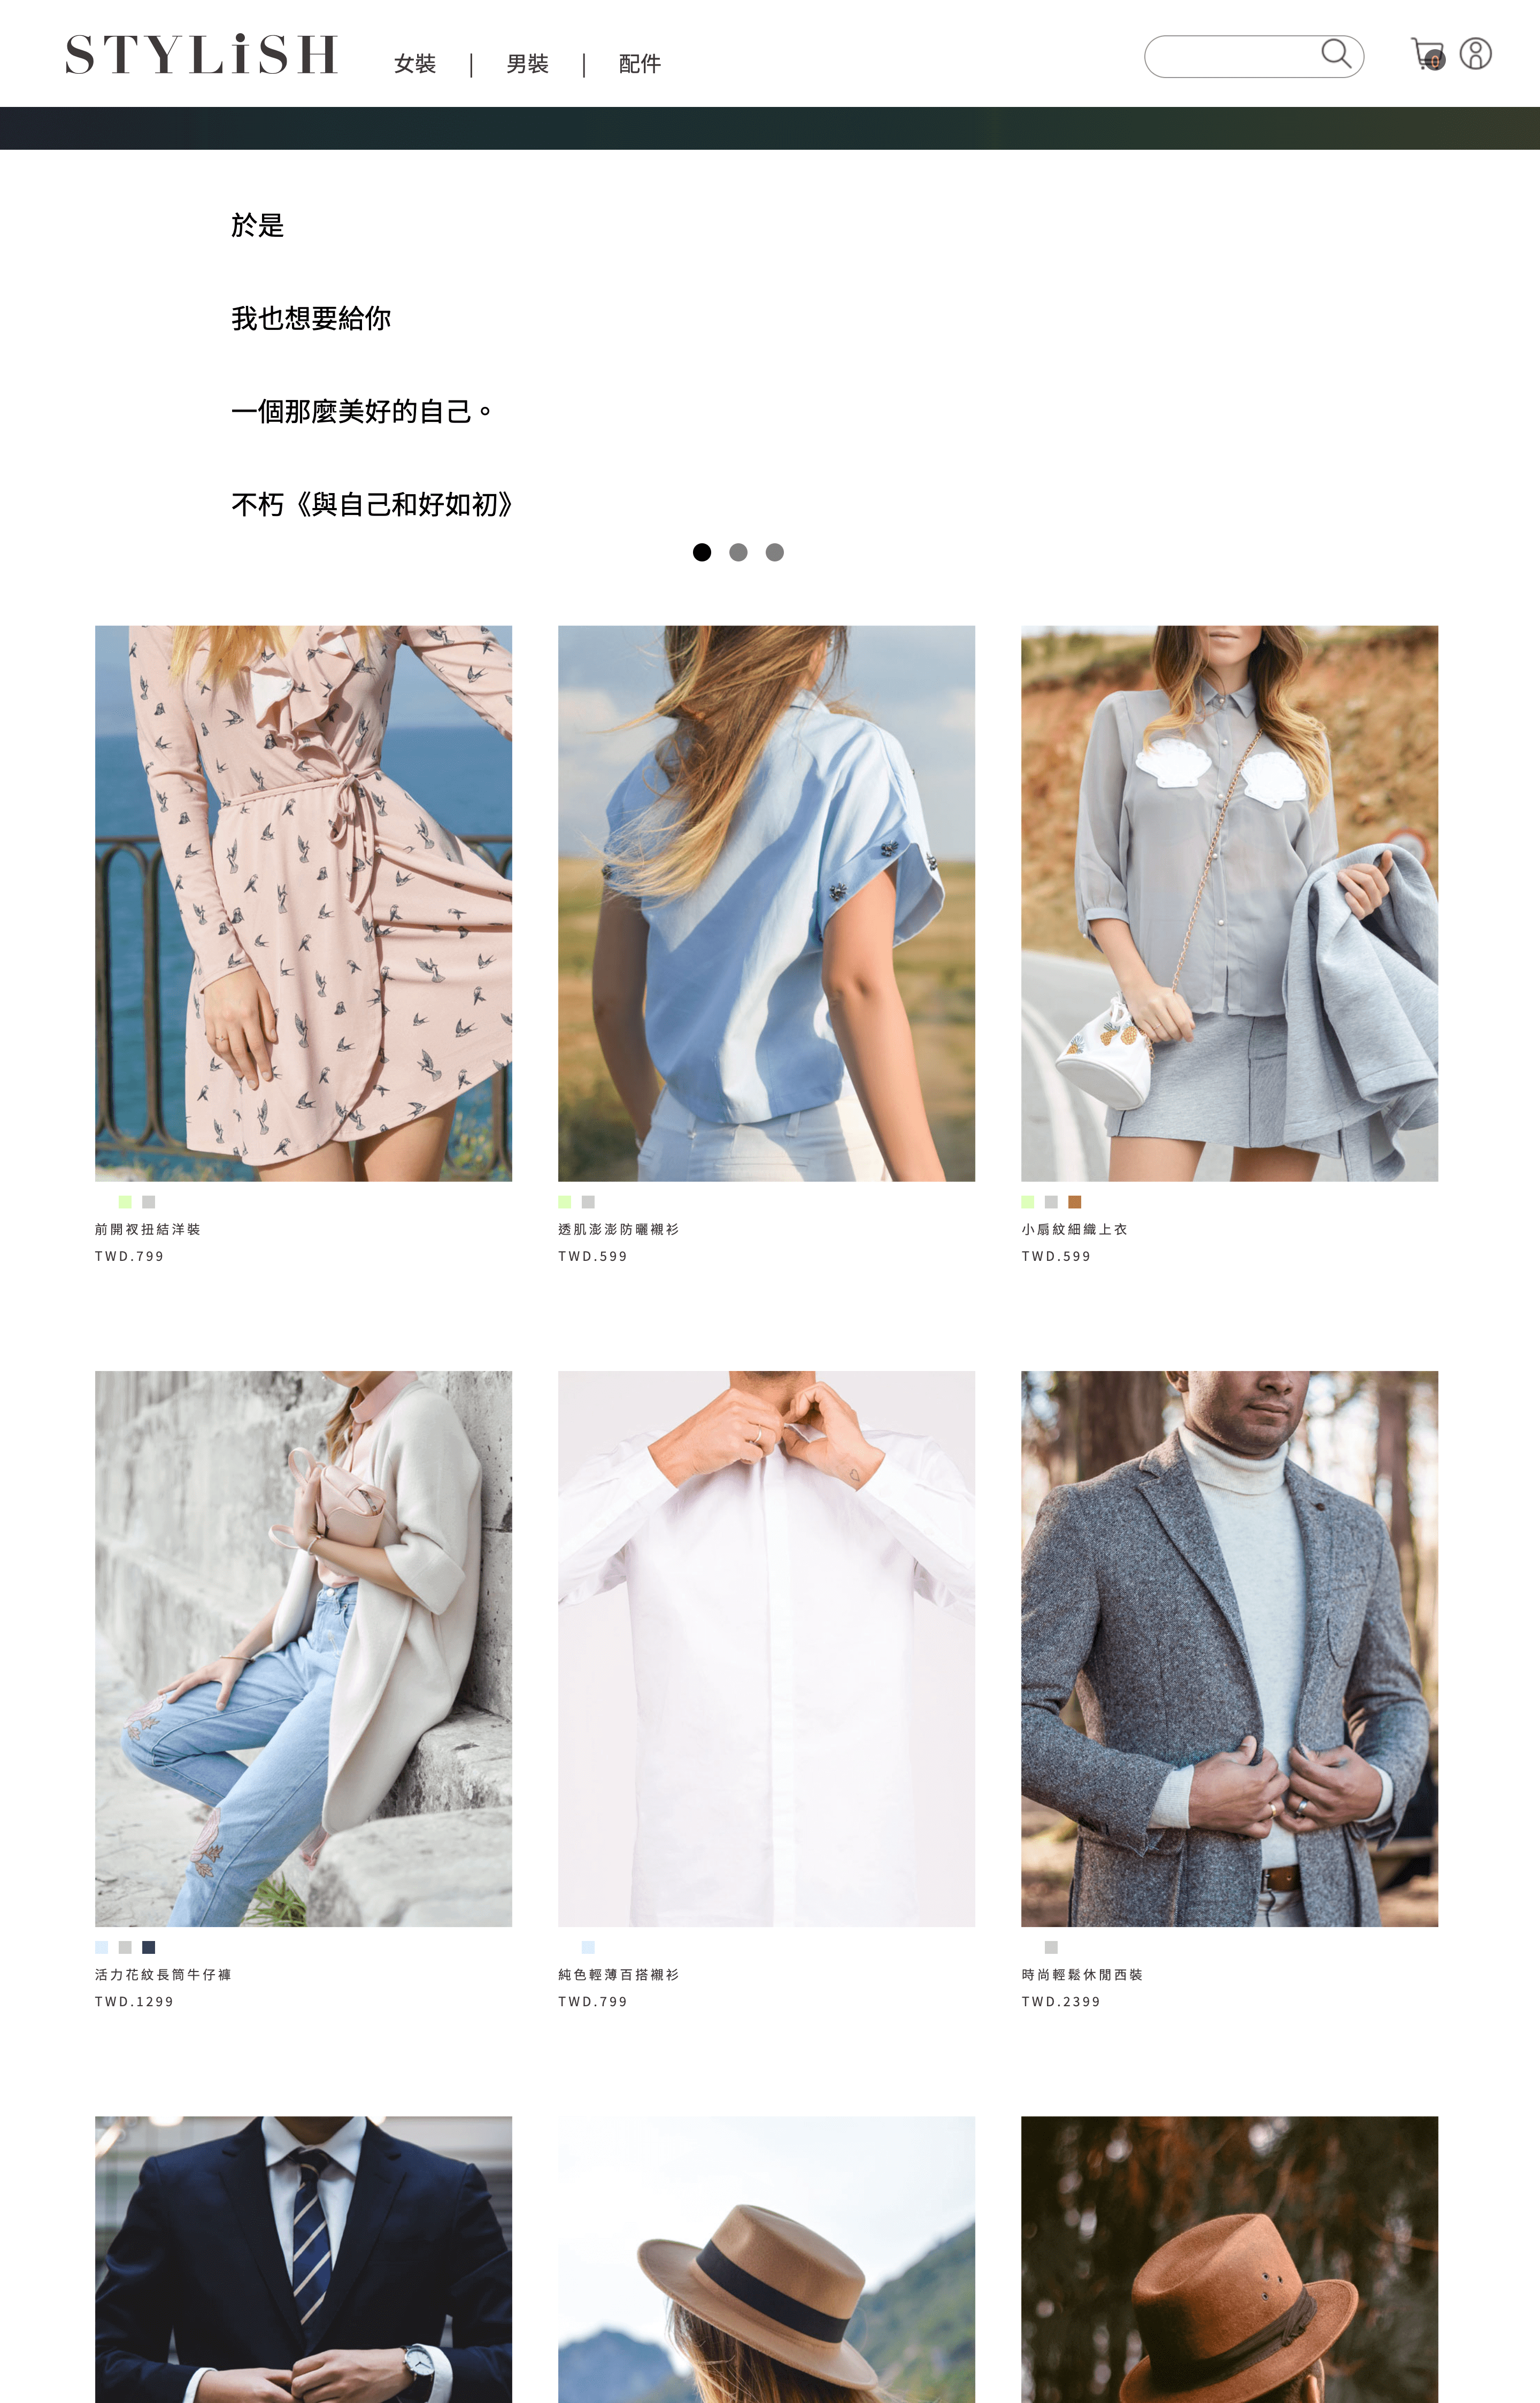 STYLiSH
女裝 | 男裝 | 配件
0
於是
我也想要給你
一個那麼美好的自己。
不朽《與自己和好如初》
前開衩扭結洋裝
TWD.799
透肌澎澎防曬襯衫
TWD.599
小扇紋細織上衣
TWD.599
活力花紋長筒牛仔褲
TWD.1299
純色輕薄百搭襯衫
TWD.799
時尚輕鬆休閒西裝
TWD.2399